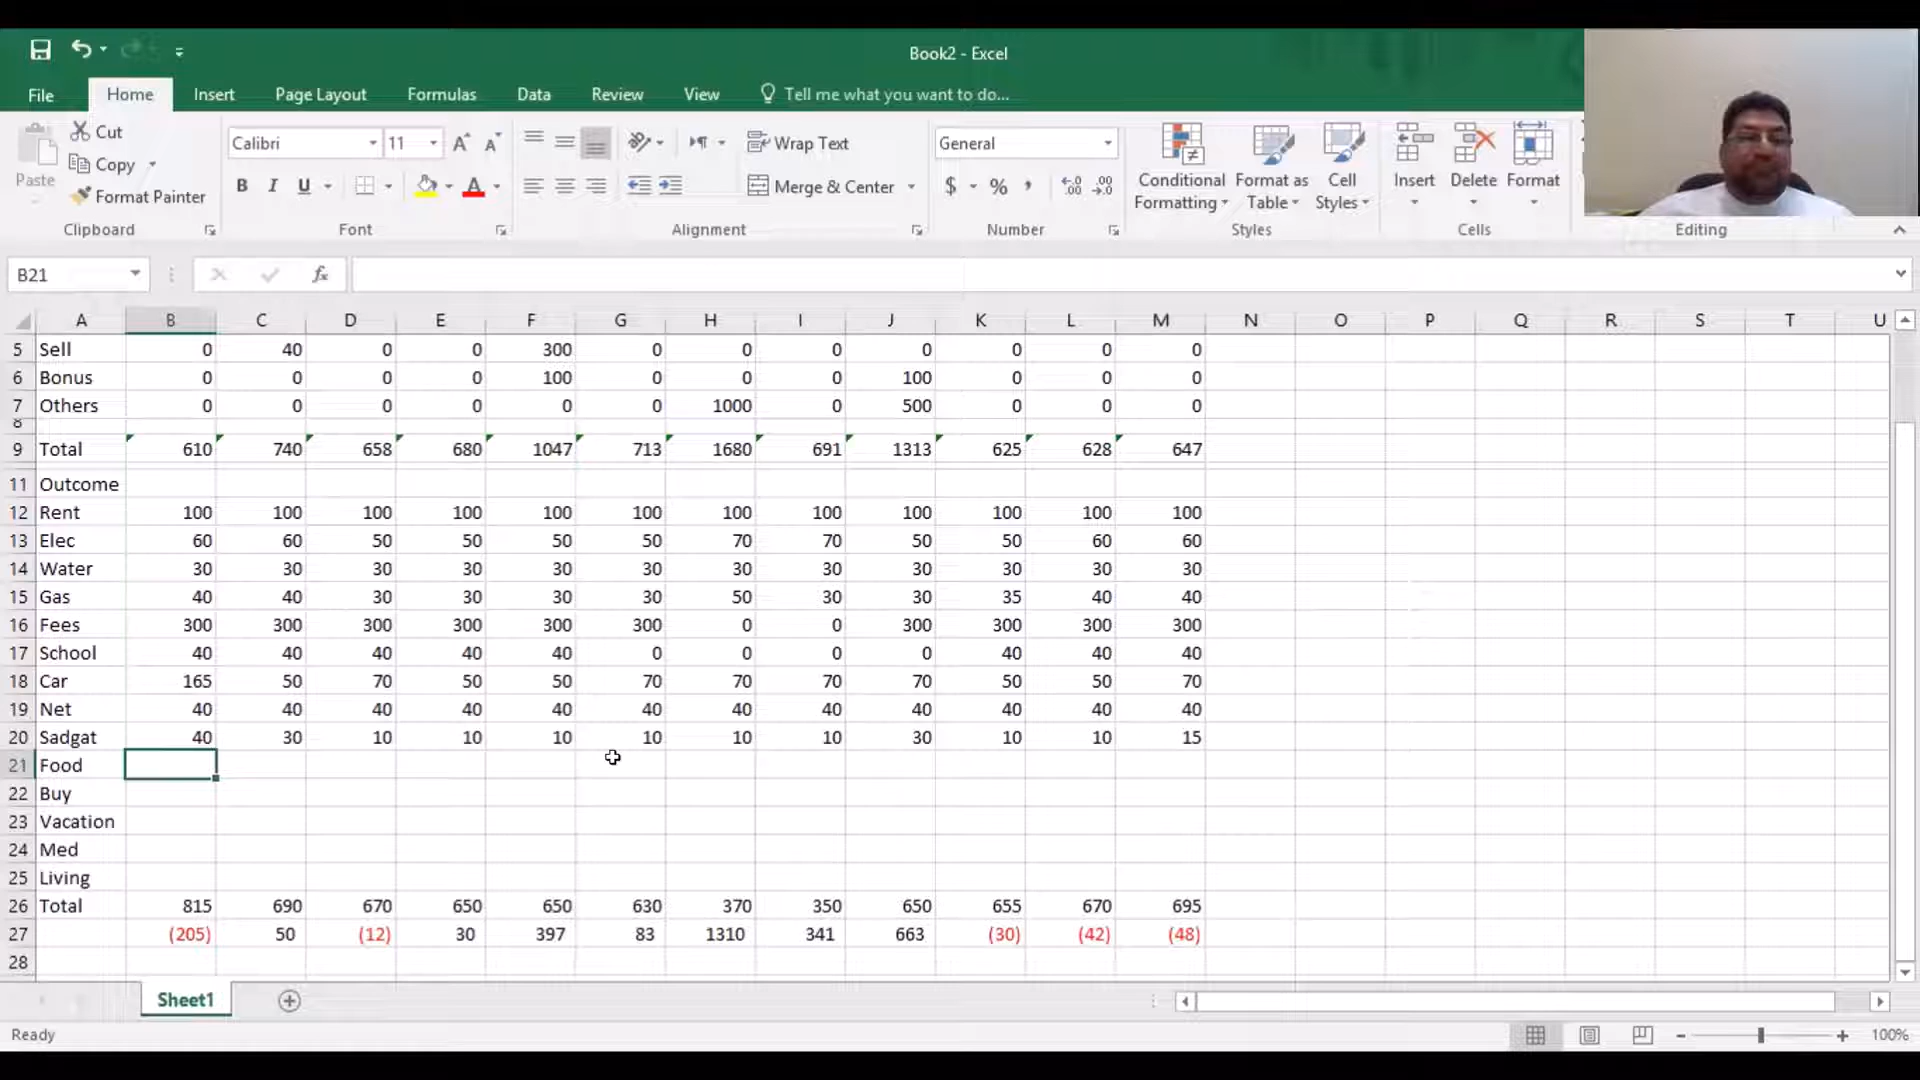 Book2 - Excel
File Home Insert Page Layout Formulas Data Review View Tell me what you want to do...
Paste
Cut
Copy
Format Painter
Clipboard
Calibri 11
B I U
Font
Wrap Text
Merge & Center
Alignment
General
$ % ,
Number
Conditional Formatting
Format as Table
Cell Styles
Styles
Insert Delete Format
Cells
Editing
B21 fx
A B C D E F G H I J K L M N O P Q R S T U
5 Sell 0 40 0 0 300 0 0 0 0 0 0 0
6 Bonus 0 0 0 0 100 0 0 0 100 0 0 0
7 Others 0 0 0 0 0 0 1000 0 500 0 0 0
8
9 Total 610 740 658 680 1047 713 1680 691 1313 625 628 647
11 Outcome
12 Rent 100 100 100 100 100 100 100 100 100 100 100 100
13 Elec 60 60 50 50 50 50 70 70 50 50 60 60
14 Water 30 30 30 30 30 30 30 30 30 30 30 30
15 Gas 40 40 30 30 30 30 50 30 30 35 40 40
16 Fees 300 300 300 300 300 300 0 0 300 300 300 300
17 School 40 40 40 40 40 0 0 0 0 40 40 40
18 Car 165 50 70 50 50 70 70 70 70 50 50 70
19 Net 40 40 40 40 40 40 40 40 40 40 40 40
20 Sadgat 40 30 10 10 10 10 10 10 30 10 10 15
21 Food
22 Buy
23 Vacation
24 Med
25 Living
26 Total 815 690 670 650 650 630 370 350 650 655 670 695
27 (205) 50 (12) 30 397 83 1310 341 663 (30) (42) (48)
28
Sheet1
Ready
100%